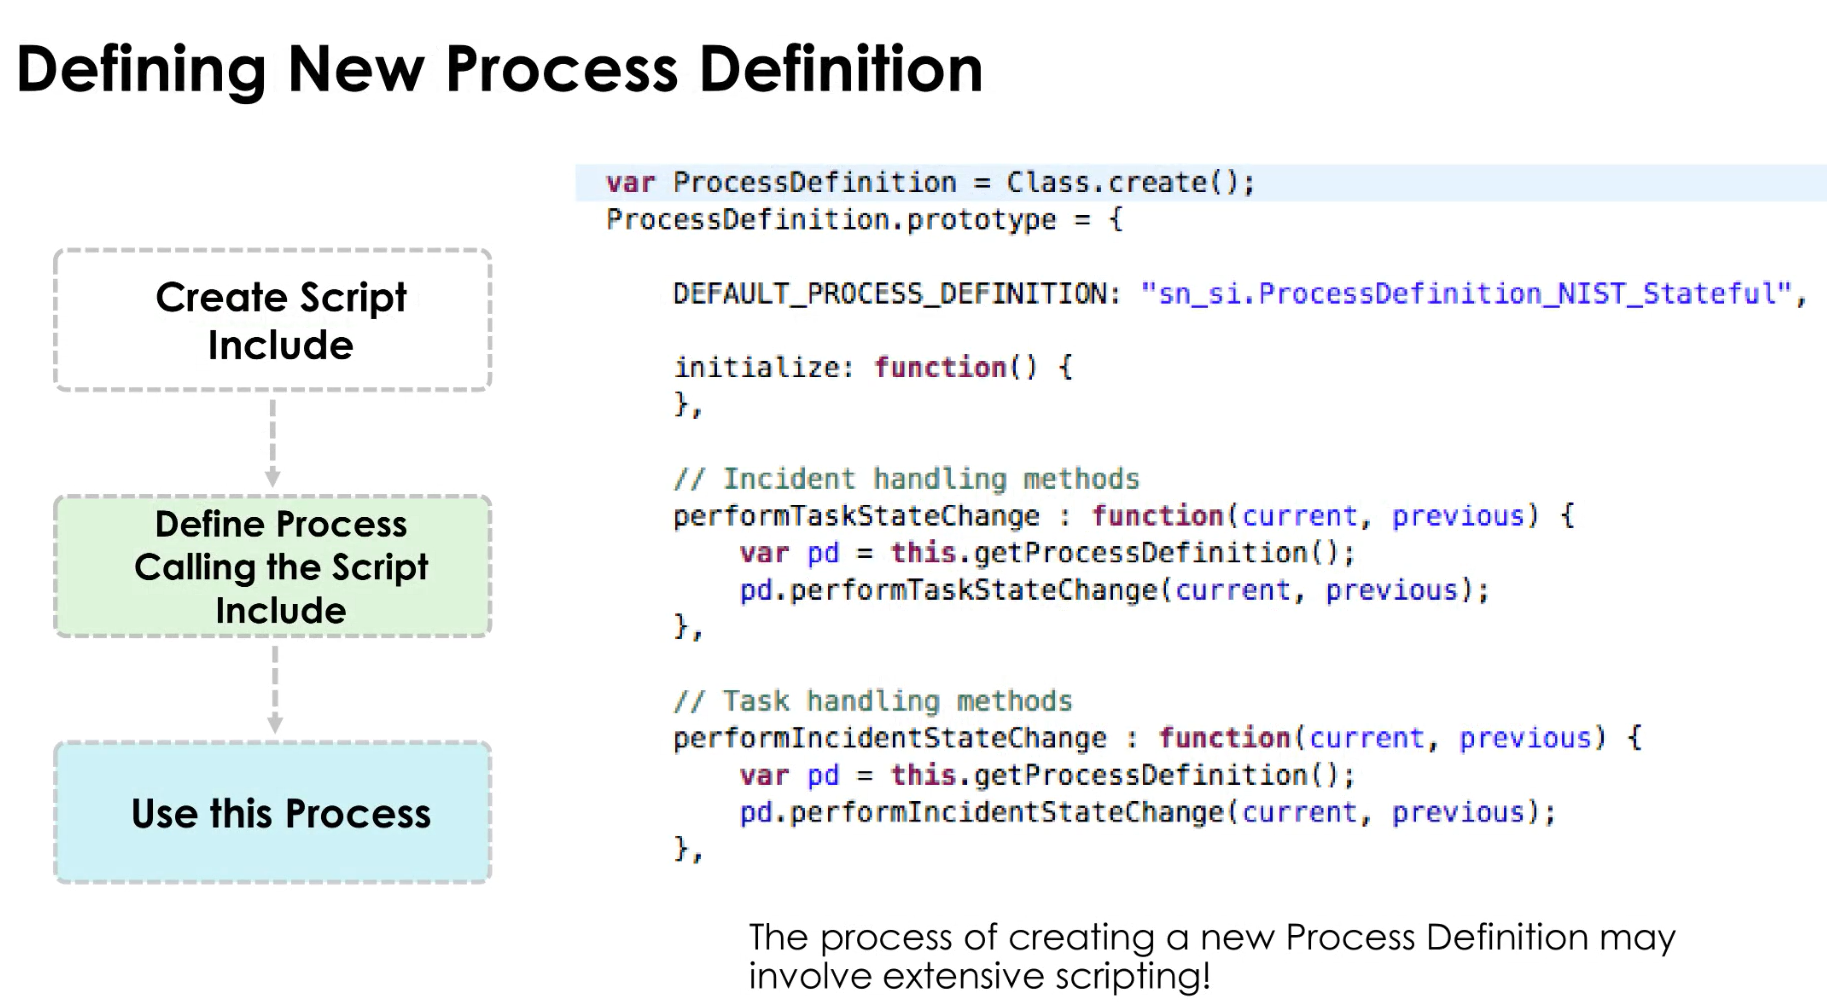 Defining New Process Definition
Create Script
Include
Define Process
Calling the Script
Include
Use this Process
var ProcessDefinition = Class.create();
ProcessDefinition.prototype = {
DEFAULT_PROCESS_DEFINITION: "sn_si.ProcessDefinition_NIST_Stateful",
initialize: function() {
},
// Incident handling methods
performTaskStateChange : function(current, previous) {
var pd = this.getProcessDefinition();
pd.performTaskStateChange(current, previous);
},
// Task handling methods
performIncidentStateChange : function(current, previous) {
var pd = this.getProcessDefinition();
pd.performIncidentStateChange(current, previous);
},
The process of creating a new Process Definition may
involve extensive scripting!